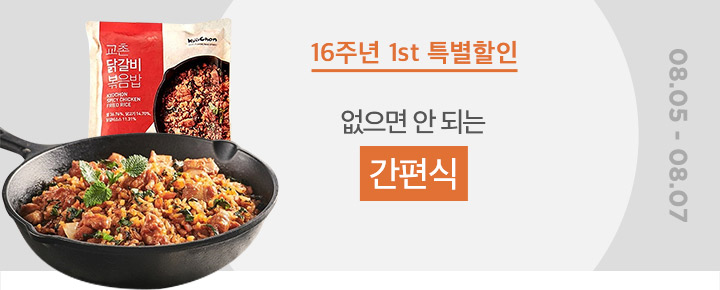 16주년 1st 특별할인
없으면 안 되는
간편식
08.05 - 08.07
KyoChon
교촌
닭갈비
볶음밥
KYOCHON
SPICY CHICKEN
FRIED RICE